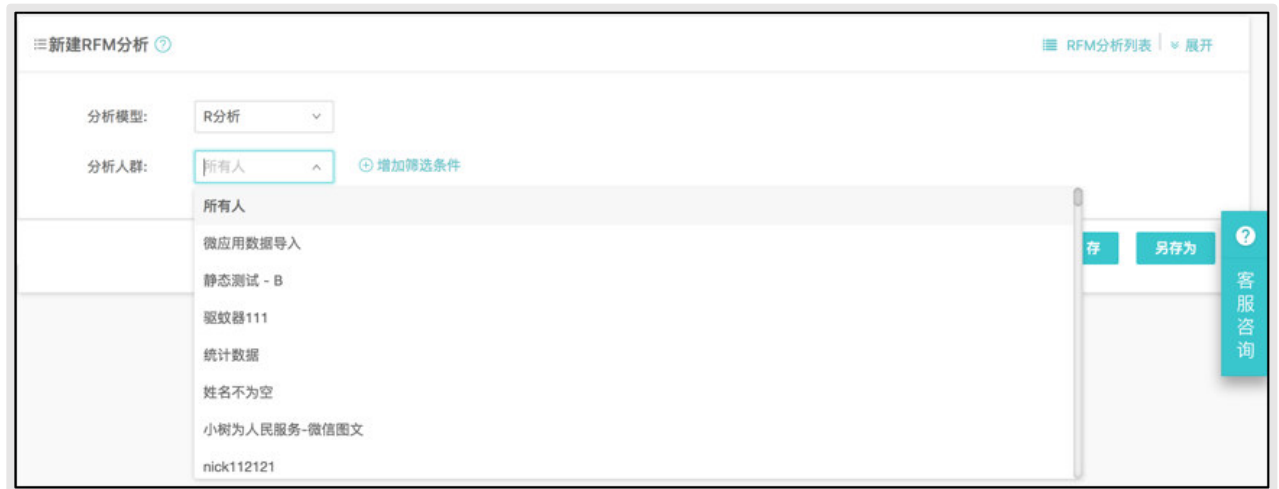 新建RFM分析 RFM分析列表 展开
分析模型: R分析
分析人群: 所有人 增加筛选条件
所有人
微应用数据导入
存 另存为
静态测试 - B
驱蚊器111
统计数据
姓名不为空
小树为人民服务-微信图文
nick112121
客服咨询